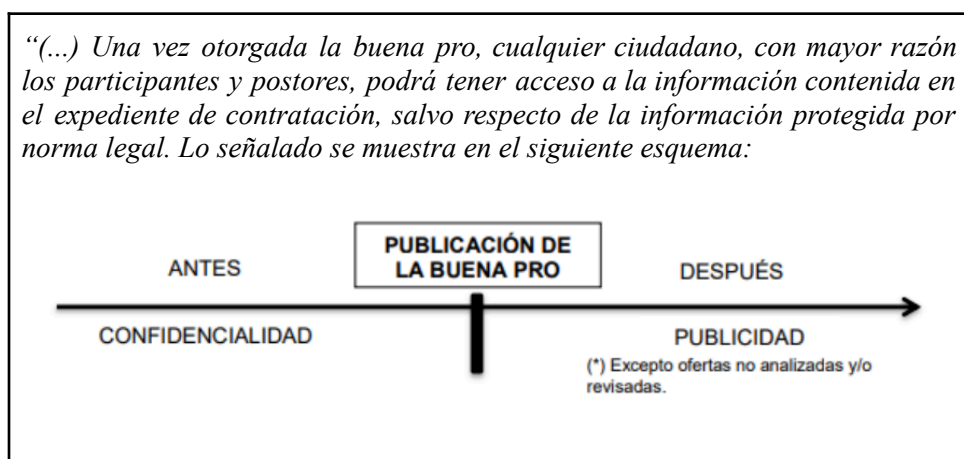 “(...) Una vez otorgada la buena pro, cualquier ciudadano, con mayor razón
los participantes y postores, podrá tener acceso a la información contenida en
el expediente de contratación, salvo respecto de la información protegida por
norma legal. Lo señalado se muestra en el siguiente esquema:
ANTES
PUBLICACIÓN DE
LA BUENA PRO
DESPUÉS
CONFIDENCIALIDAD
PUBLICIDAD
(*) Excepto ofertas no analizadas y/o
revisadas.